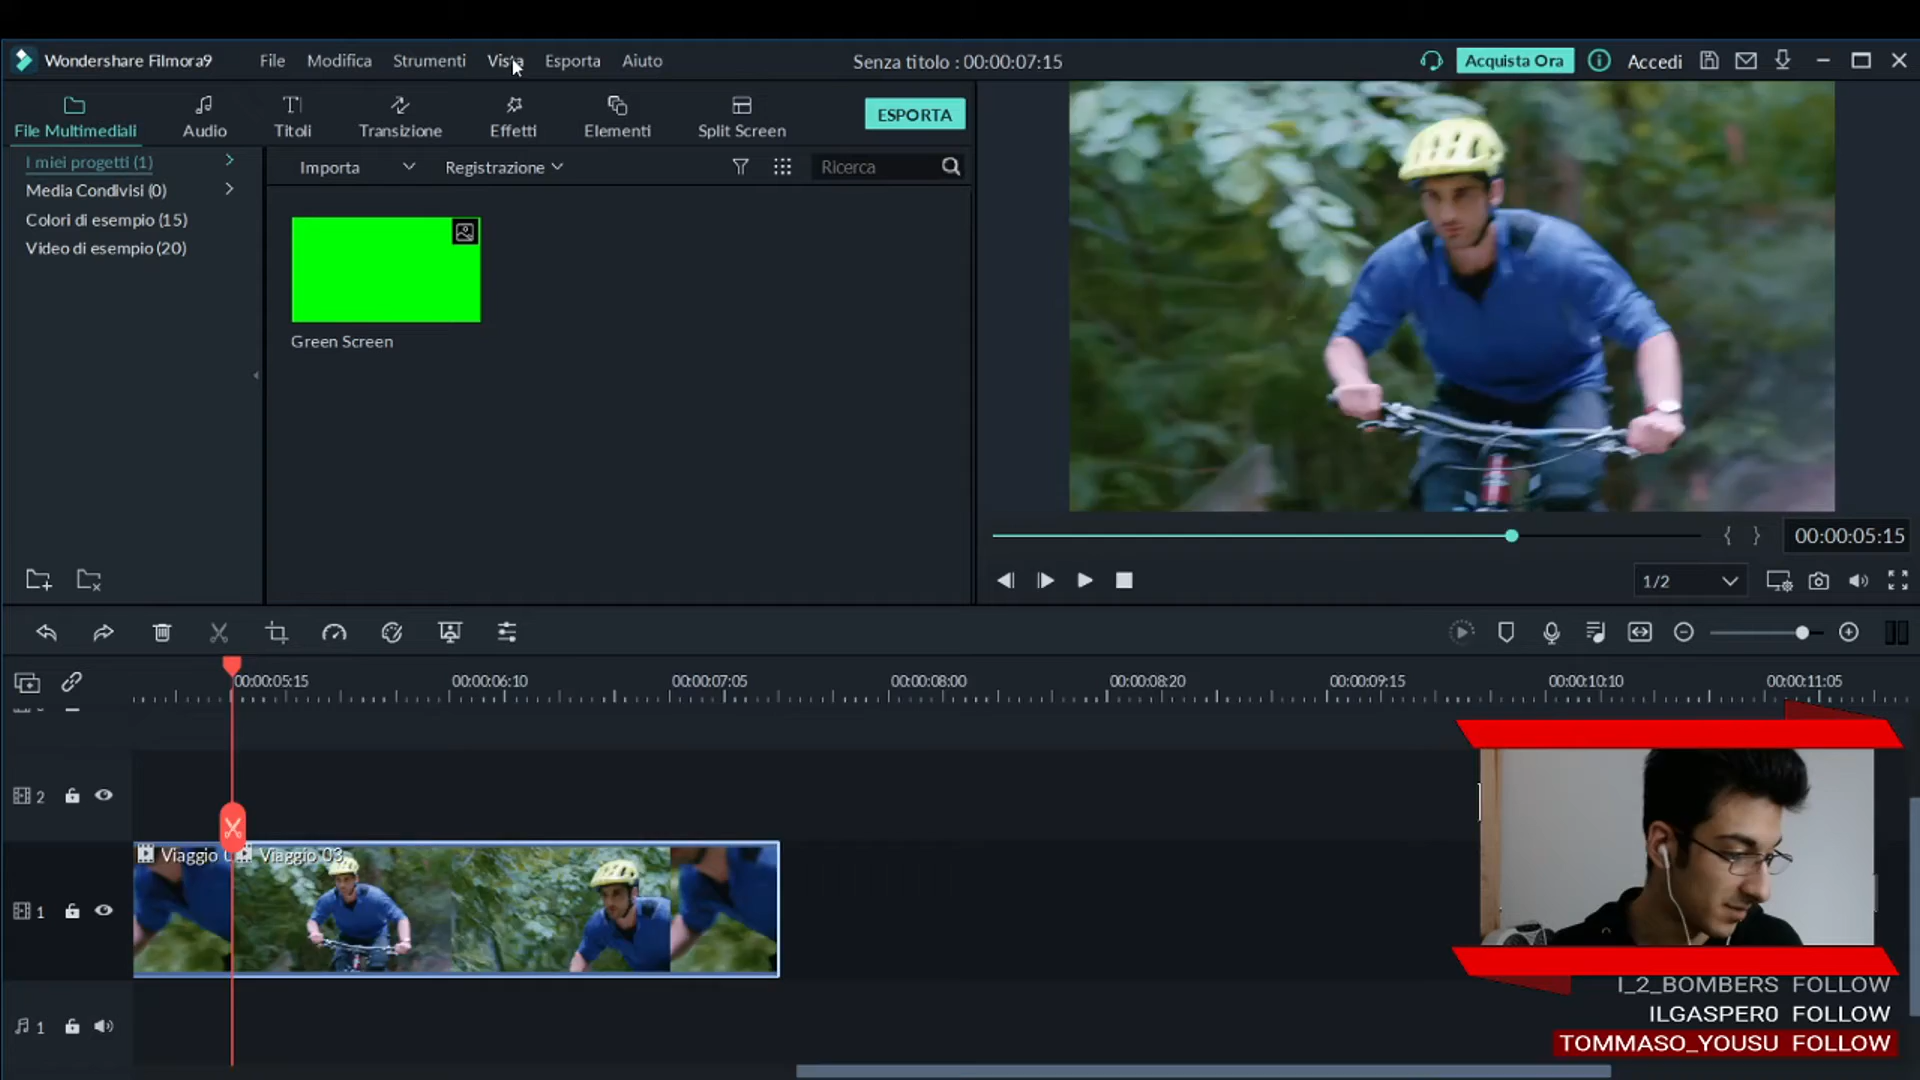 Wondershare Filmora9 File Modifica Strumenti Vista Esporta Aiuto Senza titolo : 00:00:07:15 Acquista Ora Accedi
File Multimediali Audio Titoli Transizione Effetti Elementi Split Screen ESPORTA
I miei progetti (1)
Media Condivisi (0)
Colori di esempio (15)
Video di esempio (20)
Importa Registrazione Ricerca
Green Screen
00:00:05:15
1/2
00:00:05:15 00:00:06:10 00:00:07:05 00:00:08:00 00:00:08:20 00:00:09:15 00:00:10:10 00:00:11:05
2
Viaggio Viaggio 03
1
1
I_2_BOMBERS FOLLOW
ILGASPER0 FOLLOW
TOMMASO_YOUSU FOLLOW